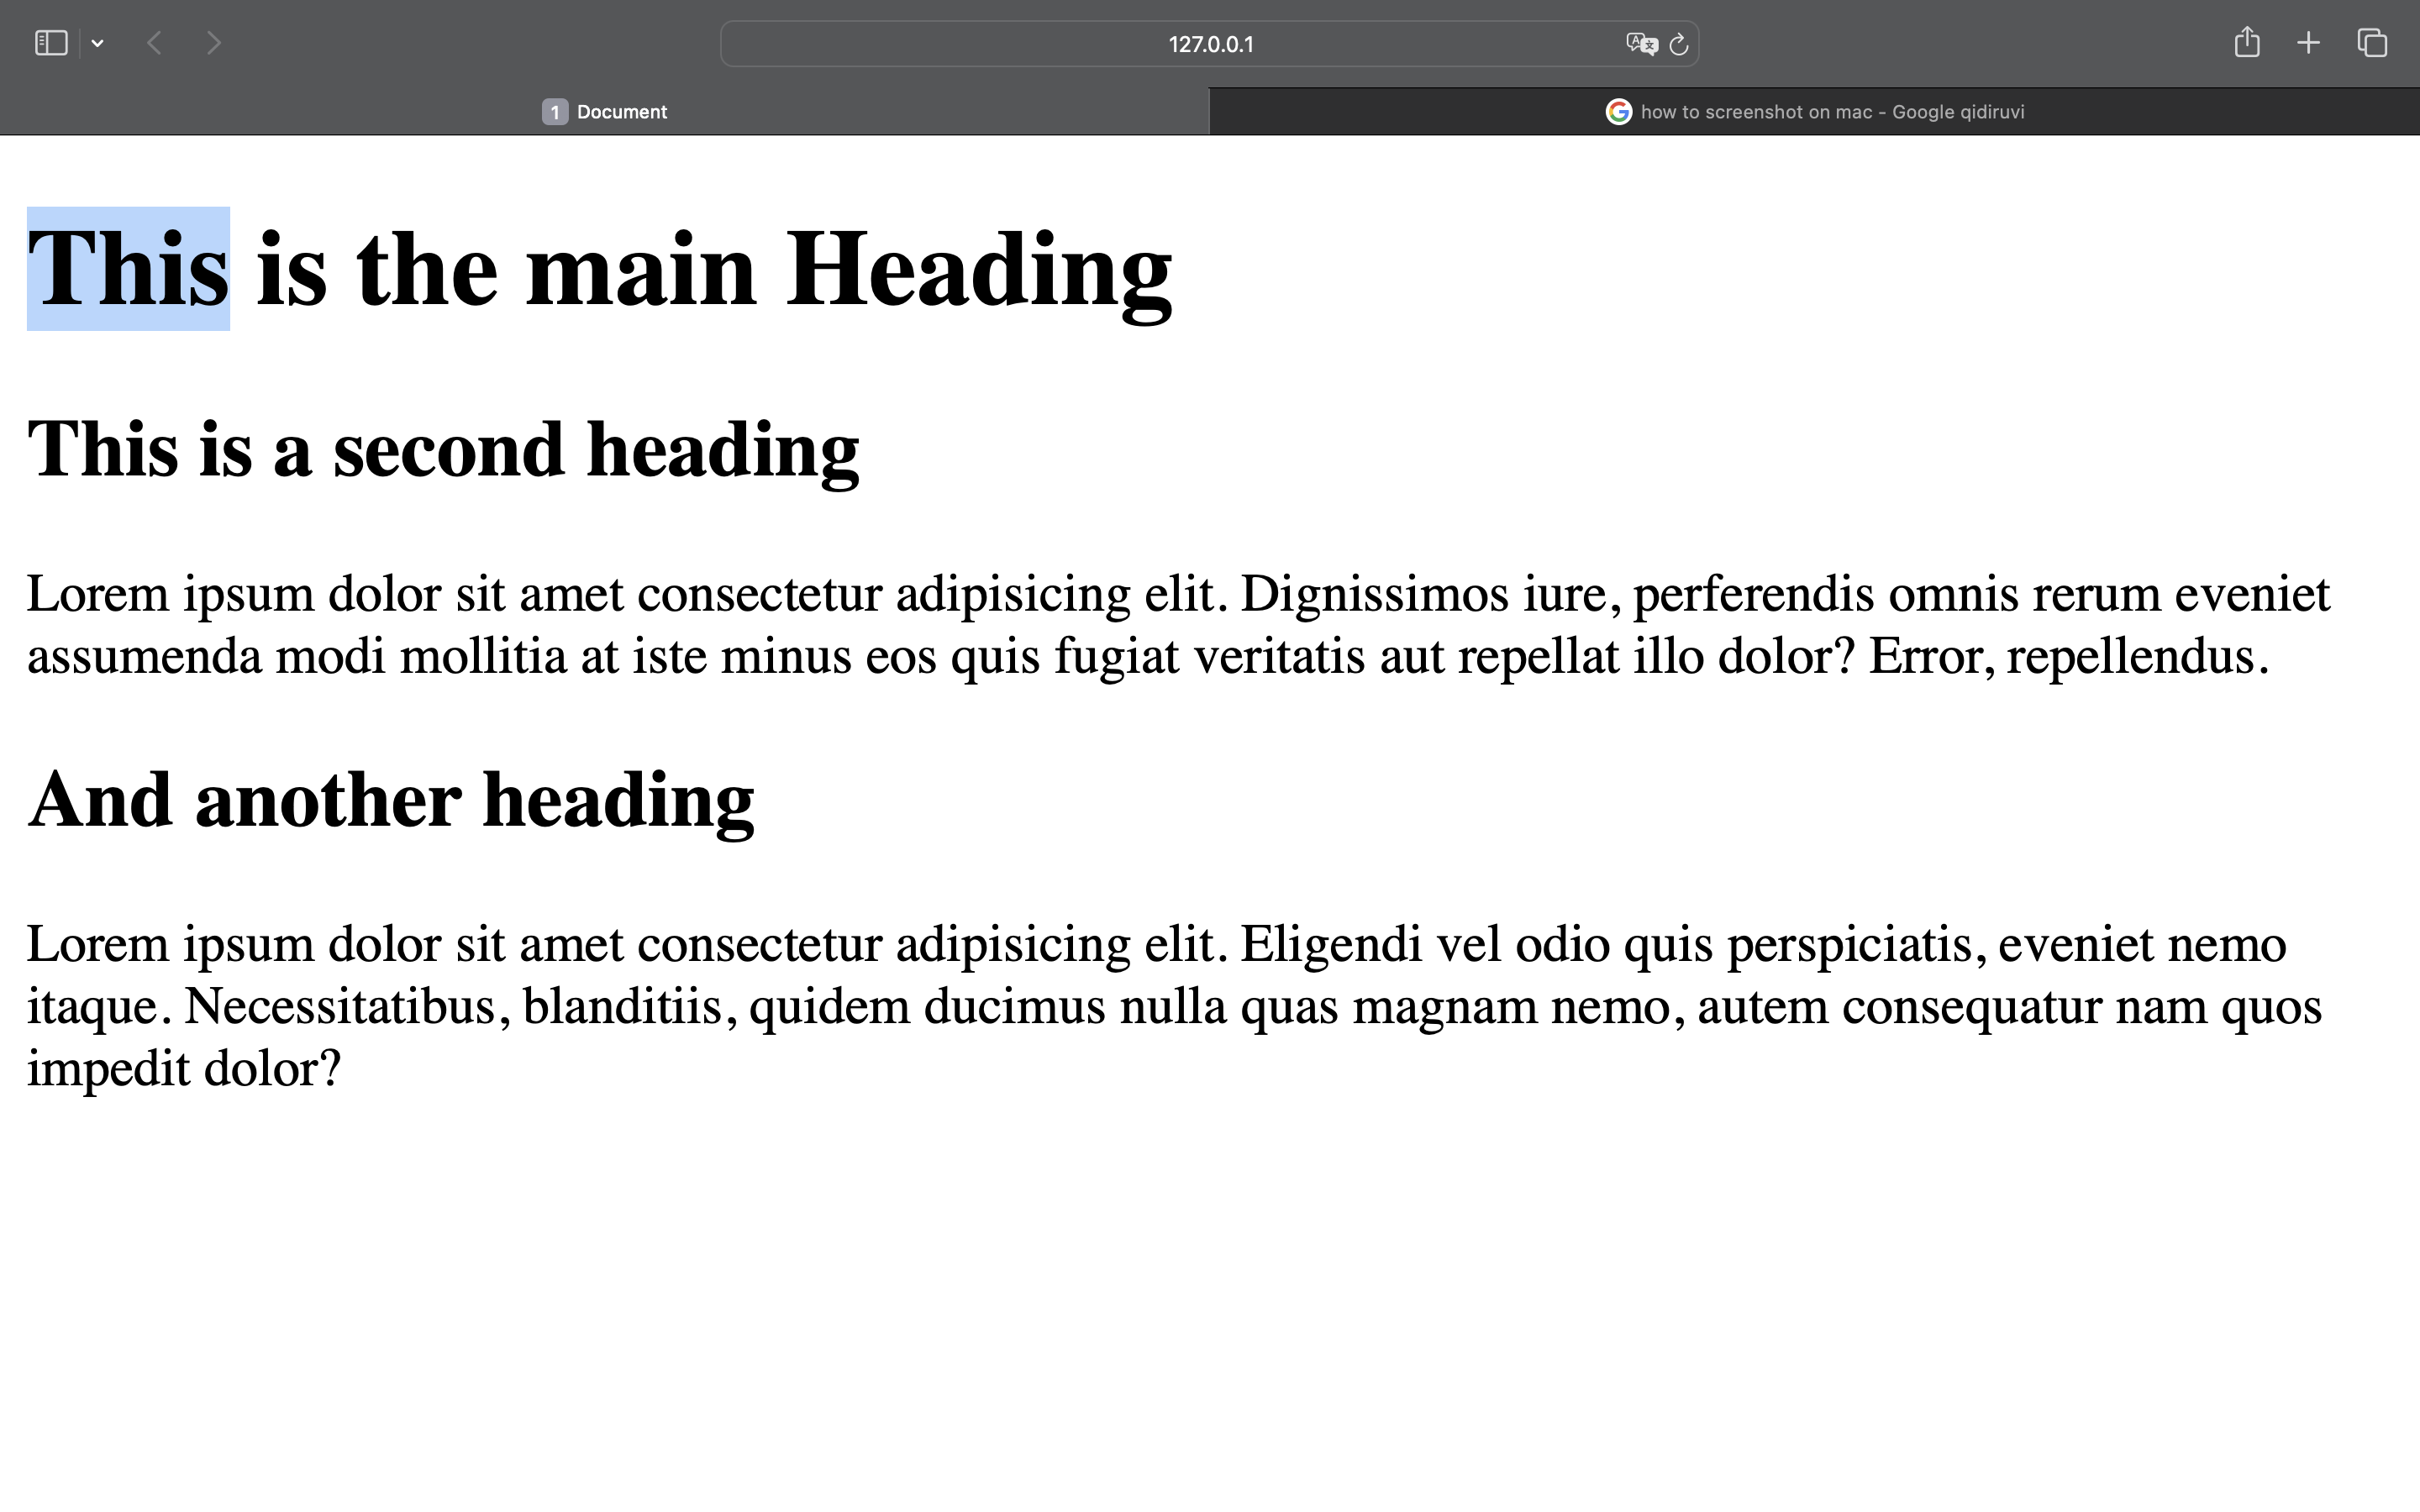 127.0.0.1
1 Document
how to screenshot on mac - Google qidiruvi
This is the main Heading
This is a second heading
Lorem ipsum dolor sit amet consectetur adipisicing elit. Dignissimos iure, perferendis omnis rerum eveniet
assumenda modi mollitia at iste minus eos quis fugiat veritatis aut repellat illo dolor? Error, repellendus.
And another heading
Lorem ipsum dolor sit amet consectetur adipisicing elit. Eligendi vel odio quis perspiciatis, eveniet nemo
itaque. Necessitatibus, blanditiis, quidem ducimus nulla quas magnam nemo, autem consequatur nam quos
impedit dolor?